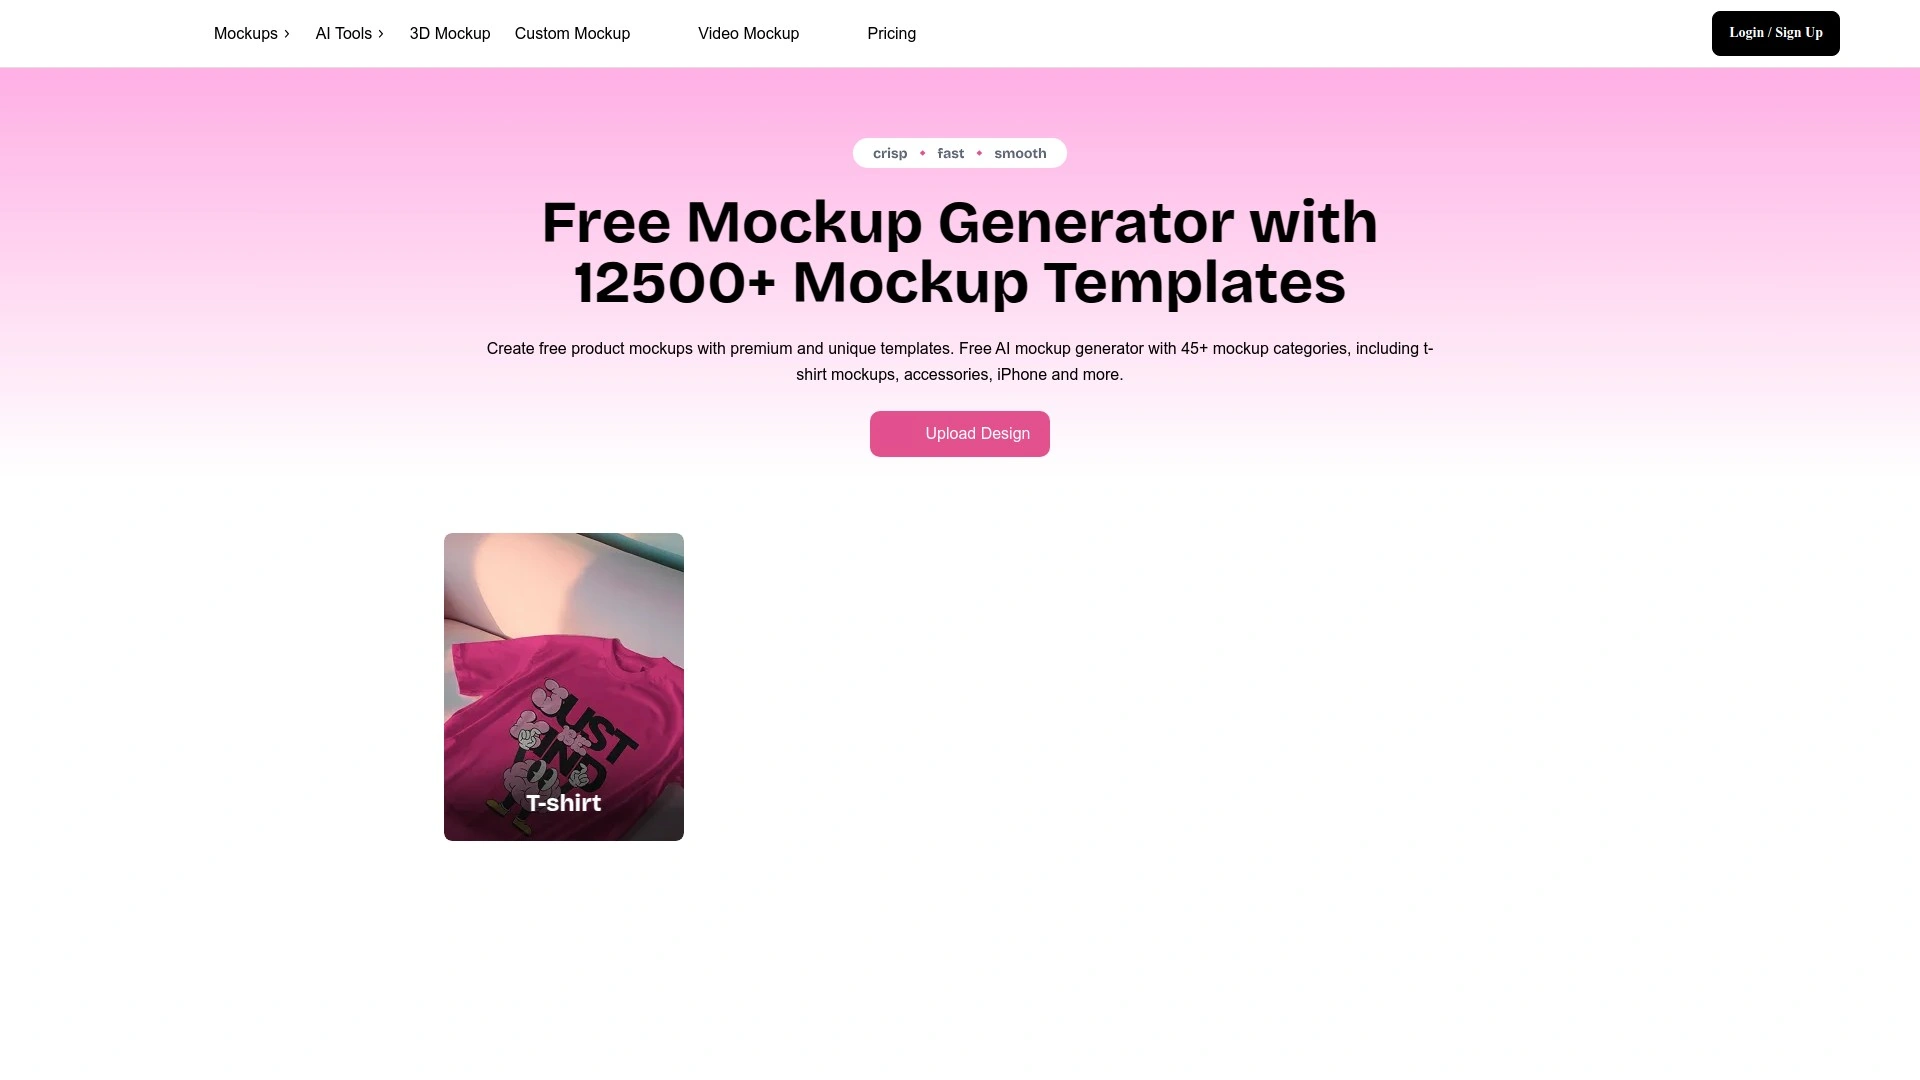 Mockups
AI Tools
3D Mockup
Custom Mockup
Video Mockup
Pricing
Login / Sign Up
crisp • fast • smooth
Free Mockup Generator with
12500+ Mockup Templates
Create free product mockups with premium and unique templates. Free AI mockup generator with 45+ mockup categories, including t-
shirt mockups, accessories, iPhone and more.
Upload Design
JUST
AND
T-shirt